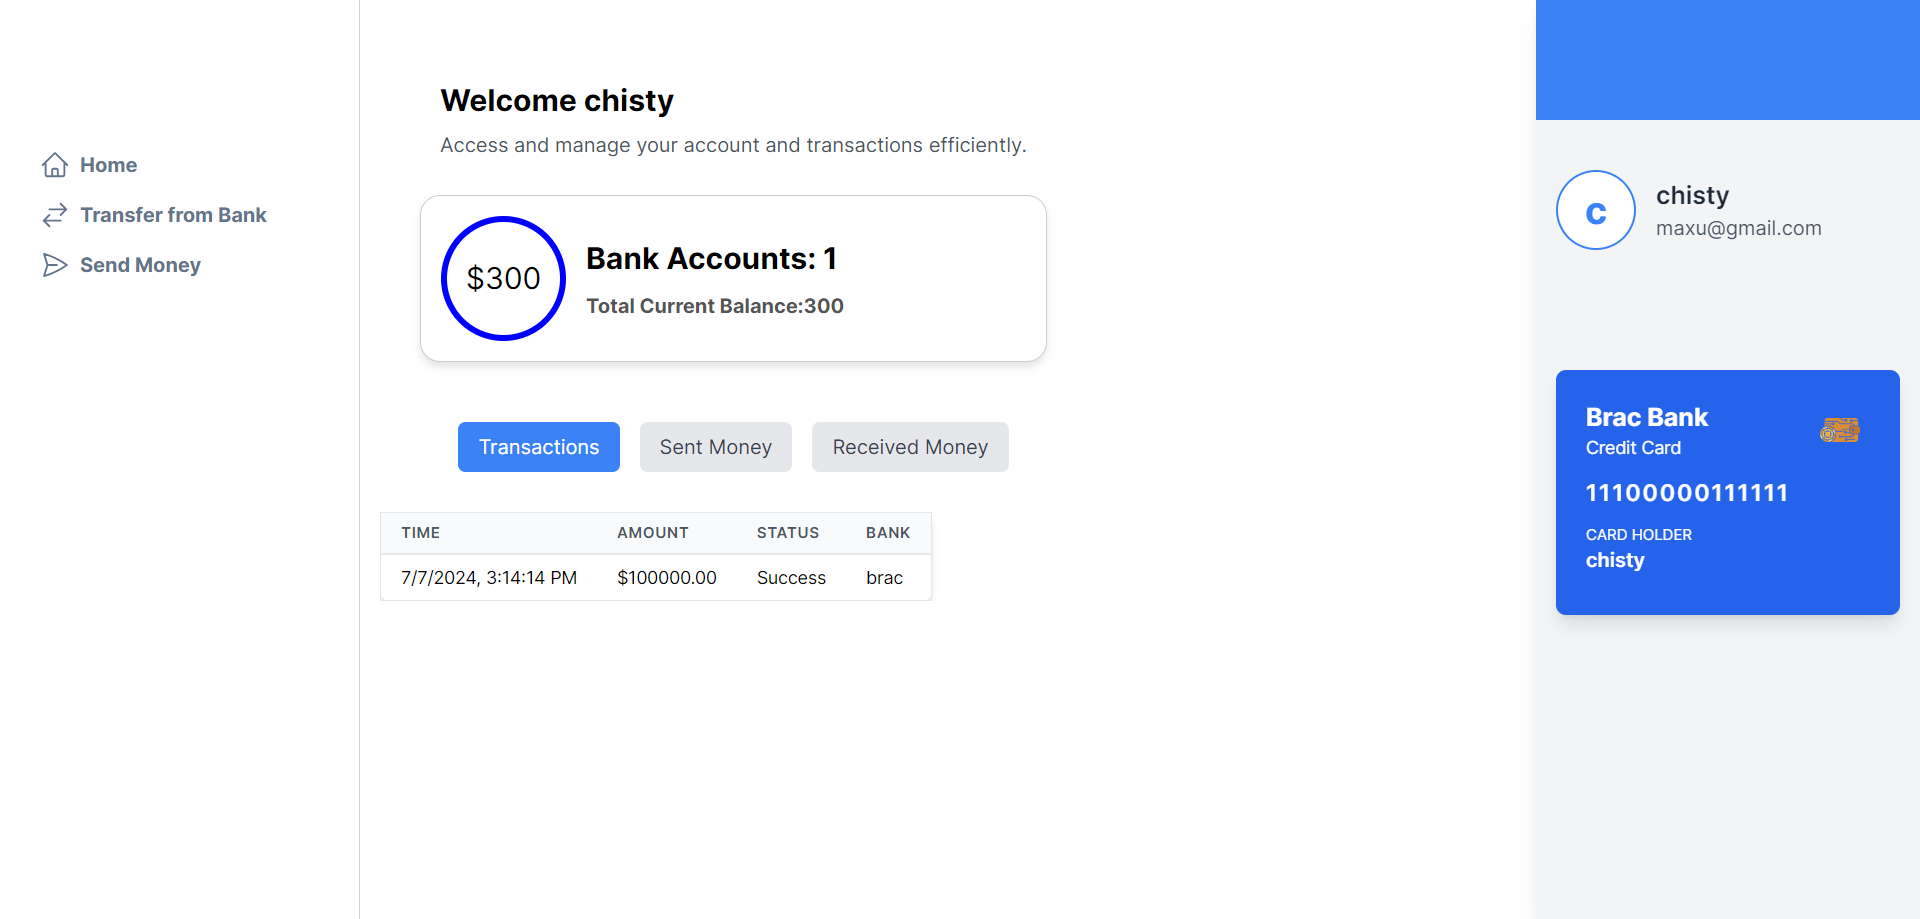 Home
Transfer from Bank
Send Money
Welcome chisty
Access and manage your account and transactions efficiently.
$300
Bank Accounts: 1
Total Current Balance:300
Transactions
Sent Money
Received Money
TIME AMOUNT STATUS BANK
7/7/2024, 3:14:14 PM $100000.00 Success brac
c
chisty
maxu@gmail.com
Brac Bank
Credit Card
11100000111111
CARD HOLDER
chisty